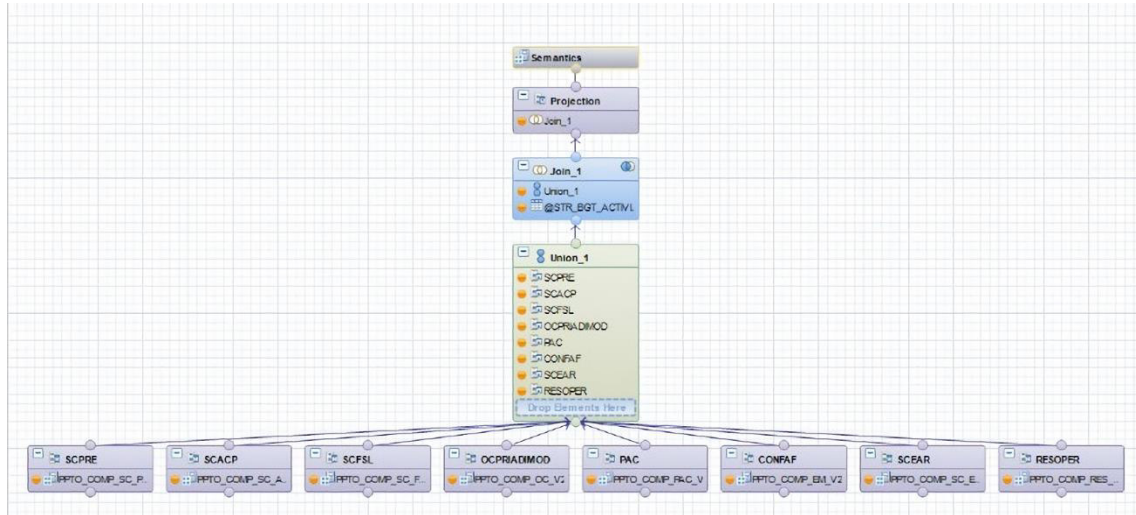 Semantics
Projection
Join_1
Join_1
Union_1
@STR_BGT_ACTIVI.
Union_1
SCPRE
SCACP
SCFSL
OCPRIADIMOD
PAC
CONFAF
SCEAR
RESOPER
Drop Elements Here
SCPRE SCACP SCFSL OCPRIADIMOD PAC CONFAF SCEAR RESOPER
PPTO_COMP_SC_P.. PPTO_COMP_SC_A.. PPTO_COMP_SC_F... PPTO_COMP_OC_V2 PPTO_COMP_PAC_V PPTO_COMP_EM_V2 PPTO_COMP_SC_E.. PPTO_COMP_RES_...